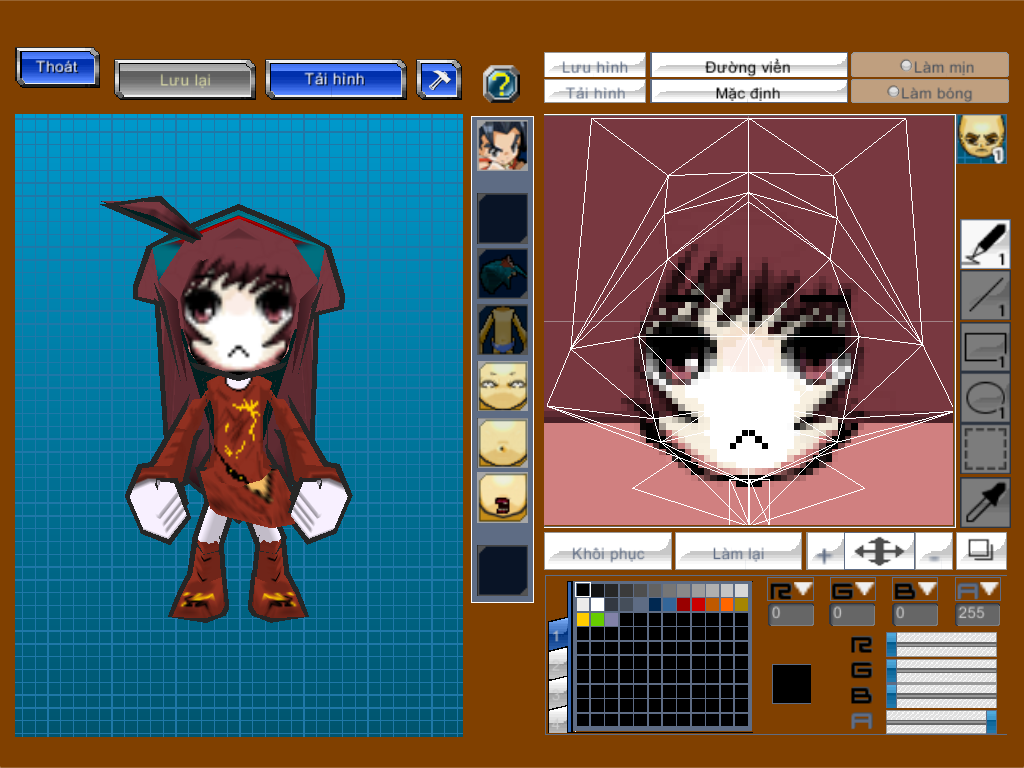 Thoát
Lưu lại
Tải hình
?
Lưu hình
Đường viền
Làm mịn
Tải hình
Mặc định
Làm bóng
1
1
1
1
1
Khôi phục
Làm lại
+
-
R G B A
0 0 0 255
1
R
G
B
A